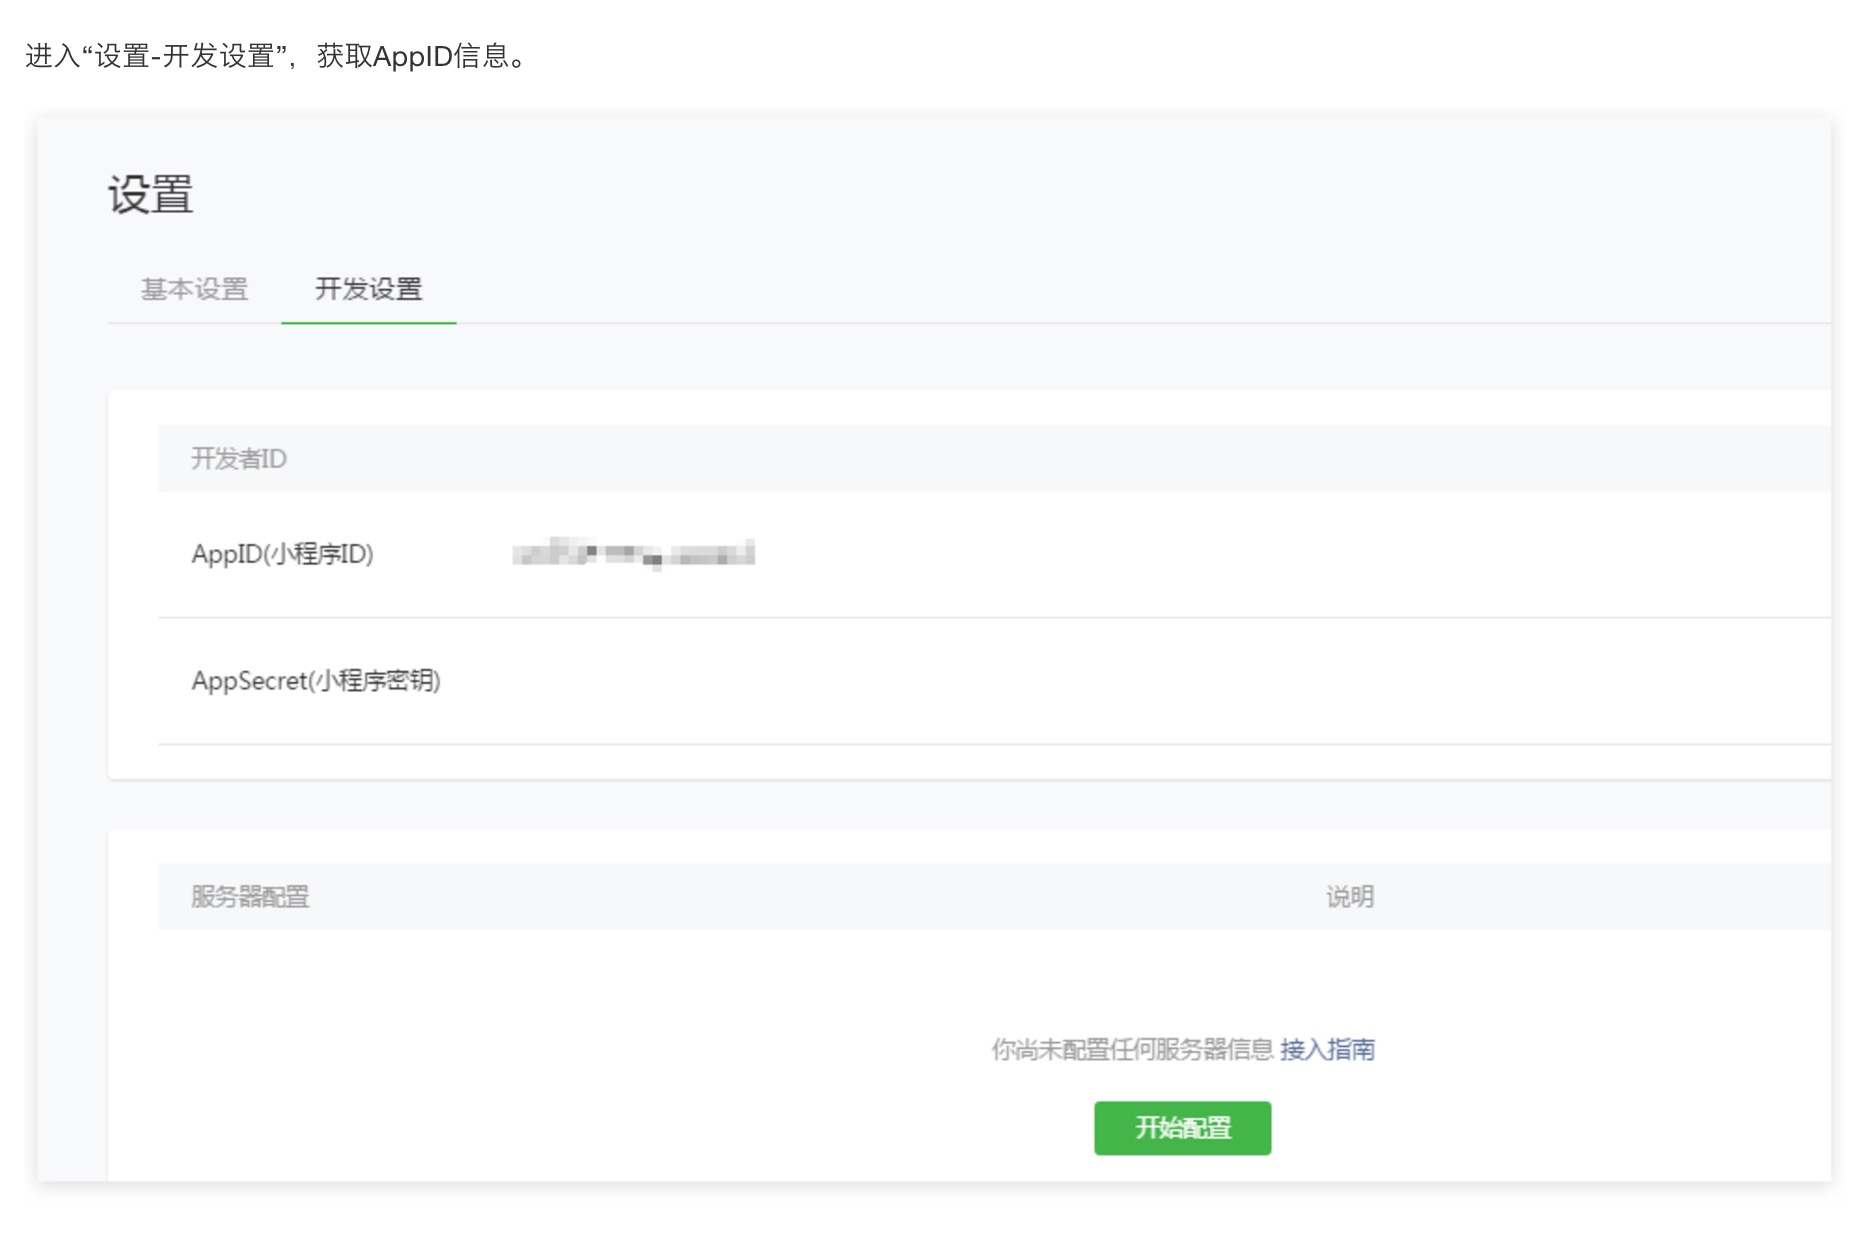 进入“设置-开发设置”，获取AppID信息。
设置
基本设置 开发设置
开发者ID
AppID(小程序ID)
AppSecret(小程序密钥)
服务器配置 说明
你尚未配置任何服务器信息 接入指南
开始配置